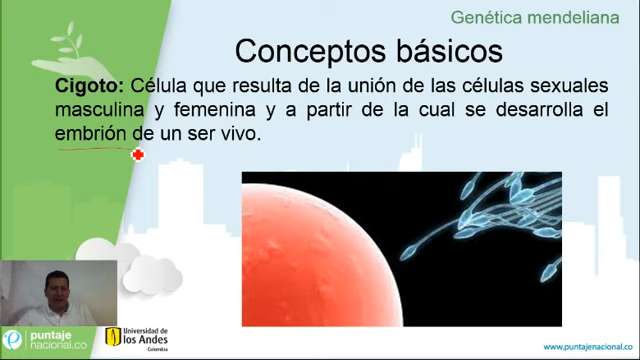 Genética mendeliana
Conceptos básicos
Cigoto: Célula que resulta de la unión de las células sexuales
masculina y femenina y a partir de la cual se desarrolla el
embrión de un ser vivo.
puntaje
nacional.co
Universidad de
los Andes
Colombia
www.puntajenacional.co